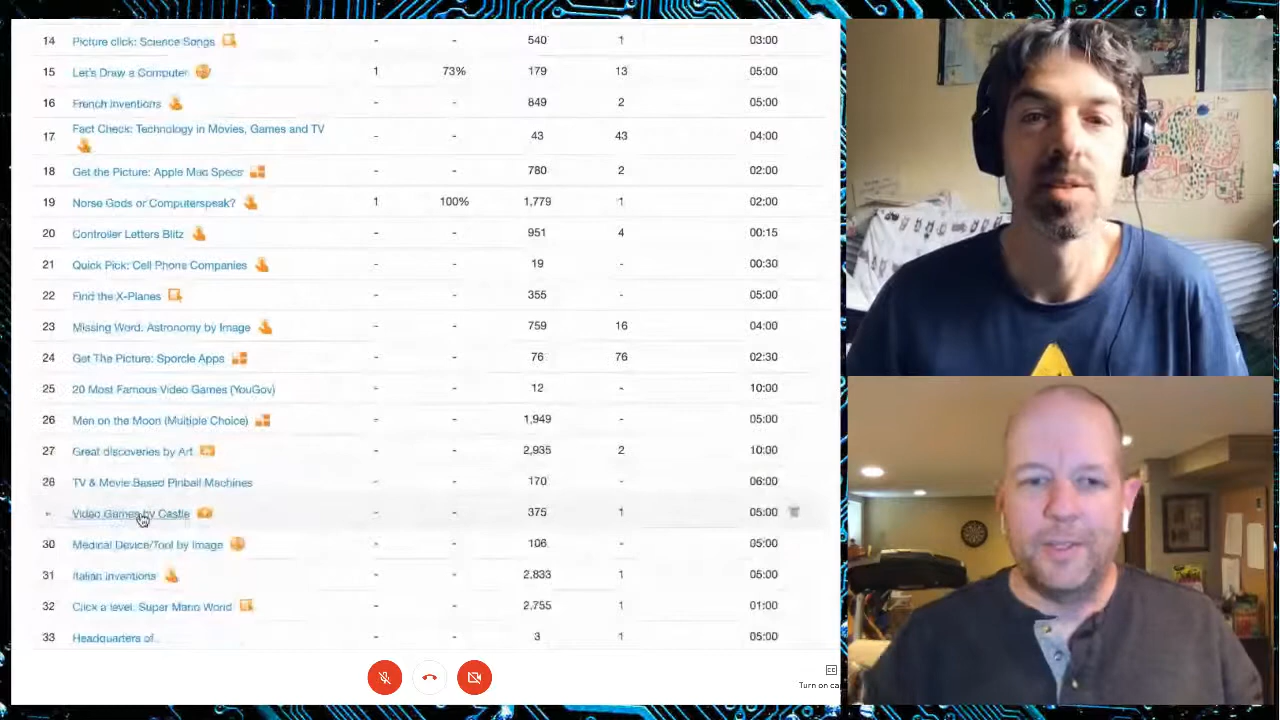 14 Picture click: Science Songs - - 540 1 03:00
15 Let's Draw a Computer 1 73% 179 13 05:00
16 French Inventions - - 849 2 05:00
17 Fact Check: Technology in Movies, Games and TV - - 43 43 04:00
18 Get the Picture: Apple Mac Specs - - 780 2 02:00
19 Norse Gods or Computerspeak? 1 100% 1,779 1 02:00
20 Controller Letters Blitz - - 951 4 00:15
21 Quick Pick: Cell Phone Companies - - 19 - 00:30
22 Find the X-Planes - - 355 - 05:00
23 Missing Word: Astronomy by Image - - 759 16 04:00
24 Get The Picture: Sporcle Apps - - 76 76 02:30
25 20 Most Famous Video Games (YouGov) - - 12 - 10:00
26 Men on the Moon (Multiple Choice) - - 1,949 - 05:00
27 Great discoveries by Art - - 2,935 2 10:00
28 TV & Movie Based Pinball Machines - - 170 - 06:00
Video Games by Castle - - 375 1 05:00
30 Medical Device/Tool by Image - - 106 - 05:00
31 Italian Inventions - - 2,833 1 05:00
32 Click a level: Super Mario World - - 2,755 1 01:00
33 Headquarters of... - - 3 1 05:00
CC
Turn on ca